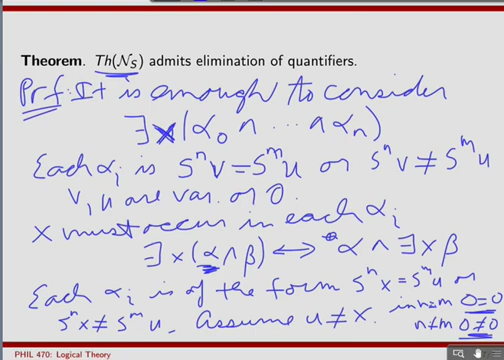 Theorem. Th(𝒩_S) admits elimination of quantifiers.
Prf: It is enough to consider
∃x(α₀ ∧ ... ∧ αₙ)
Each αᵢ is Sⁿv = Sᵐu or Sⁿv ≠ Sᵐu
v, u are var. or 0
x must occur in each αᵢ
∃x(α ∧ β) ↔ α ∧ ∃xβ
Each αᵢ is of the form Sⁿx = Sᵐu or
Sⁿx ≠ Sᵐu. Assume u ≠ x. n=m 0=0
n≠m 0≠0
PHIL 470: Logical Theory